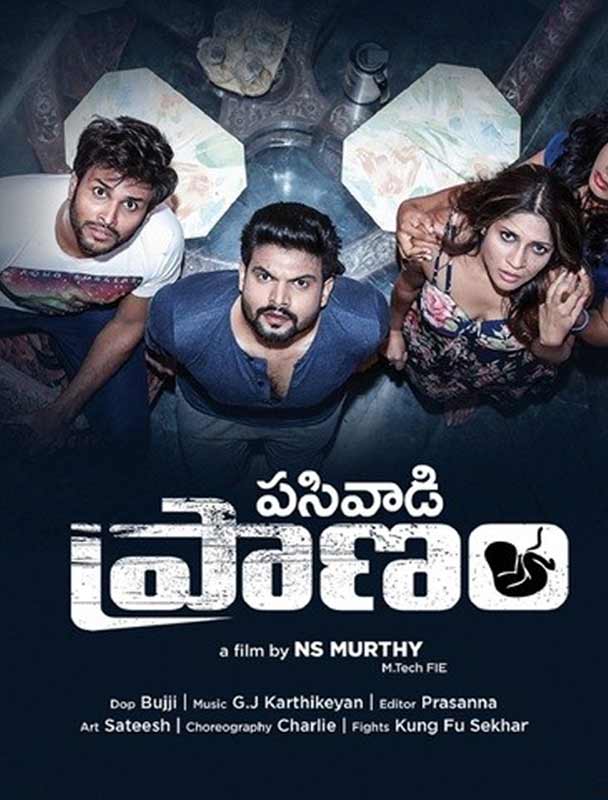 పసివాడి
ప్రాణం
a film by NS MURTHY
M.Tech FIE
Dop Bujji | Music G.J Karthikeyan | Editor Prasanna
Art Sateesh | Choreography Charlie | Fights Kung Fu Sekhar